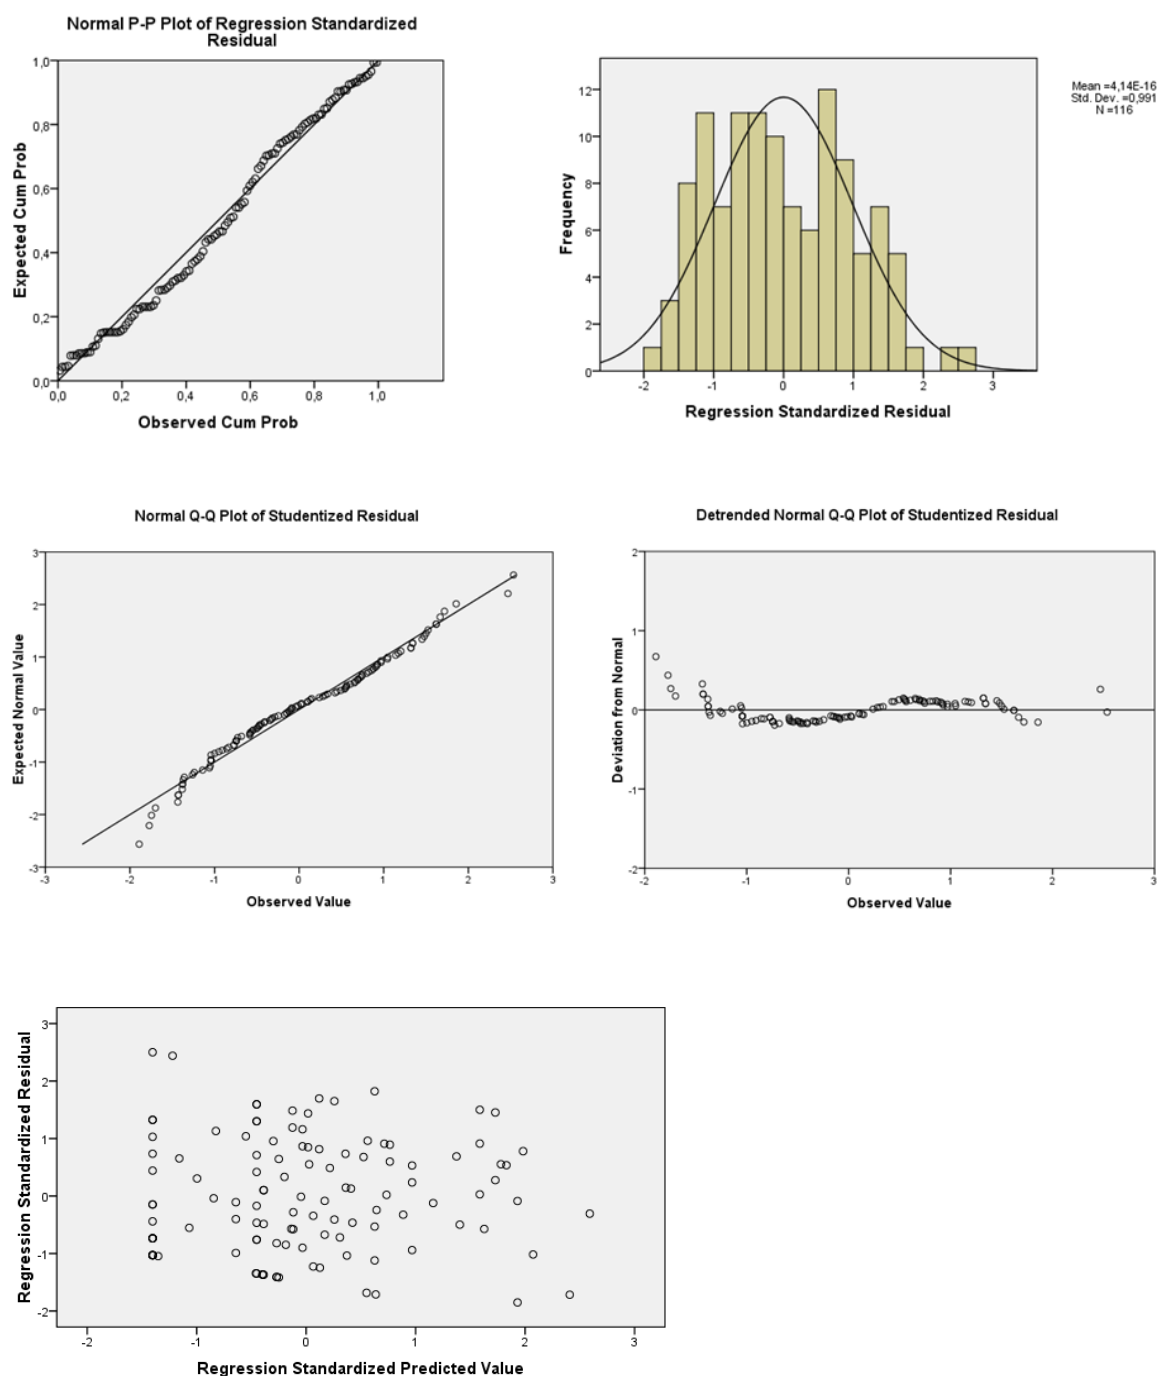 Normal P-P Plot of Regression Standardized
Residual
1,0
0,8
0,6
0,4
0,2
0,0
Expected Cum Prob
0,0 0,2 0,4 0,6 0,8 1,0
Observed Cum Prob
Mean =4,14E-16
Std. Dev. =0,991
N =116
12
10
8
6
4
2
0
Frequency
-2 -1 0 1 2 3
Regression Standardized Residual
Normal Q-Q Plot of Studentized Residual
3
2
1
0
-1
-2
-3
Expected Normal Value
-3 -2 -1 0 1 2 3
Observed Value
Detrended Normal Q-Q Plot of Studentized Residual
2
1
0
-1
-2
Deviation from Normal
-2 -1 0 1 2 3
Observed Value
3
2
1
0
-1
-2
Regression Standardized Residual
-2 -1 0 1 2 3
Regression Standardized Predicted Value